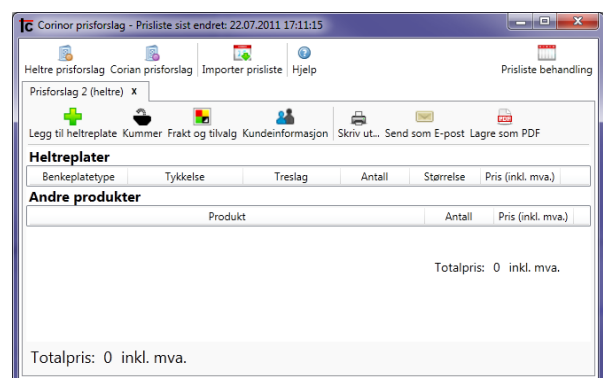 tc Corinor prisforslag - Prisliste sist endret: 22.07.2011 17:11:15
Heltre prisforslag Corian prisforslag Importer prisliste Hjelp Prisliste behandling
Prisforslag 2 (heltre) x
Legg til heltreplate Kummer Frakt og tilvalg Kundeinformasjon Skriv ut... Send som E-post Lagre som PDF
Heltreplater
Benkeplatetype Tykkelse Treslag Antall Størrelse Pris (inkl. mva.)
Andre produkter
Produkt Antall Pris (inkl. mva.)
Totalpris: 0 inkl. mva.
Totalpris: 0 inkl. mva.